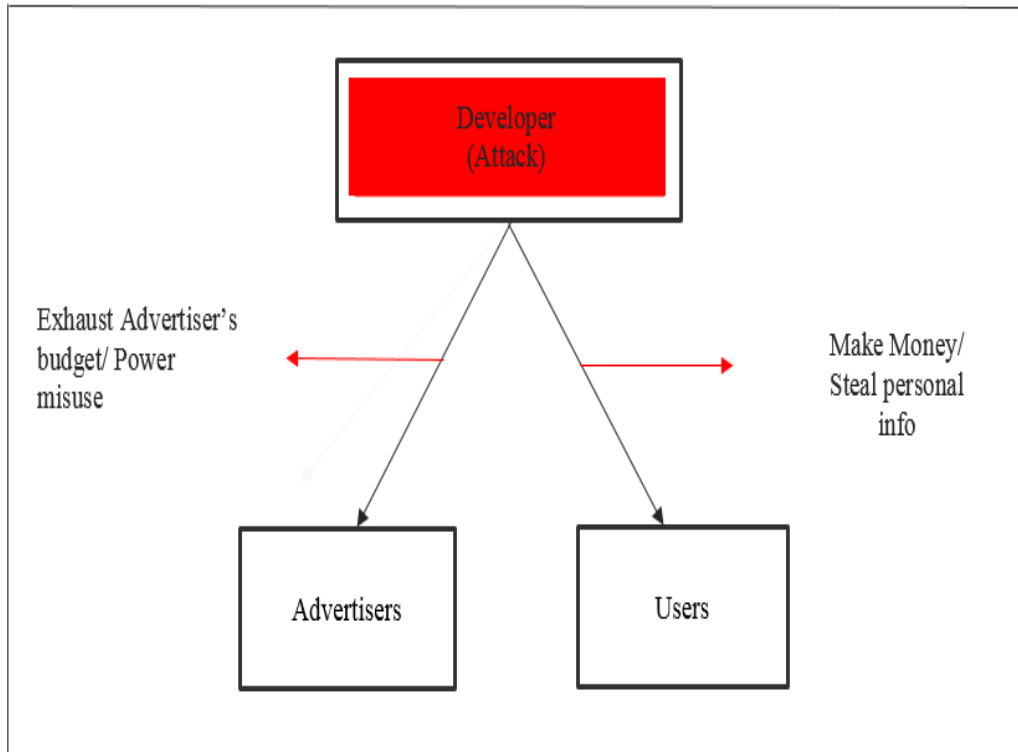 Developer
(Attack)
Exhaust Advertiser’s
budget/ Power
misuse
Make Money/
Steal personal
info
Advertisers
Users